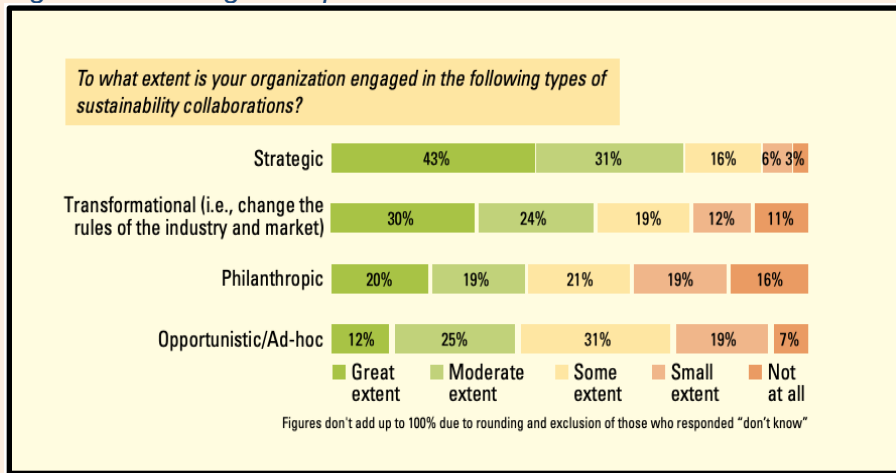 To what extent is your organization engaged in the following types of
sustainability collaborations?
Strategic
43% 31% 16% 6% 3%
Transformational (i.e., change the
rules of the industry and market)
30% 24% 19% 12% 11%
Philanthropic
20% 19% 21% 19% 16%
Opportunistic/Ad-hoc
12% 25% 31% 19% 7%
Great
extent
Moderate
extent
Some
extent
Small
extent
Not
at all
Figures don't add up to 100% due to rounding and exclusion of those who responded “don’t know”